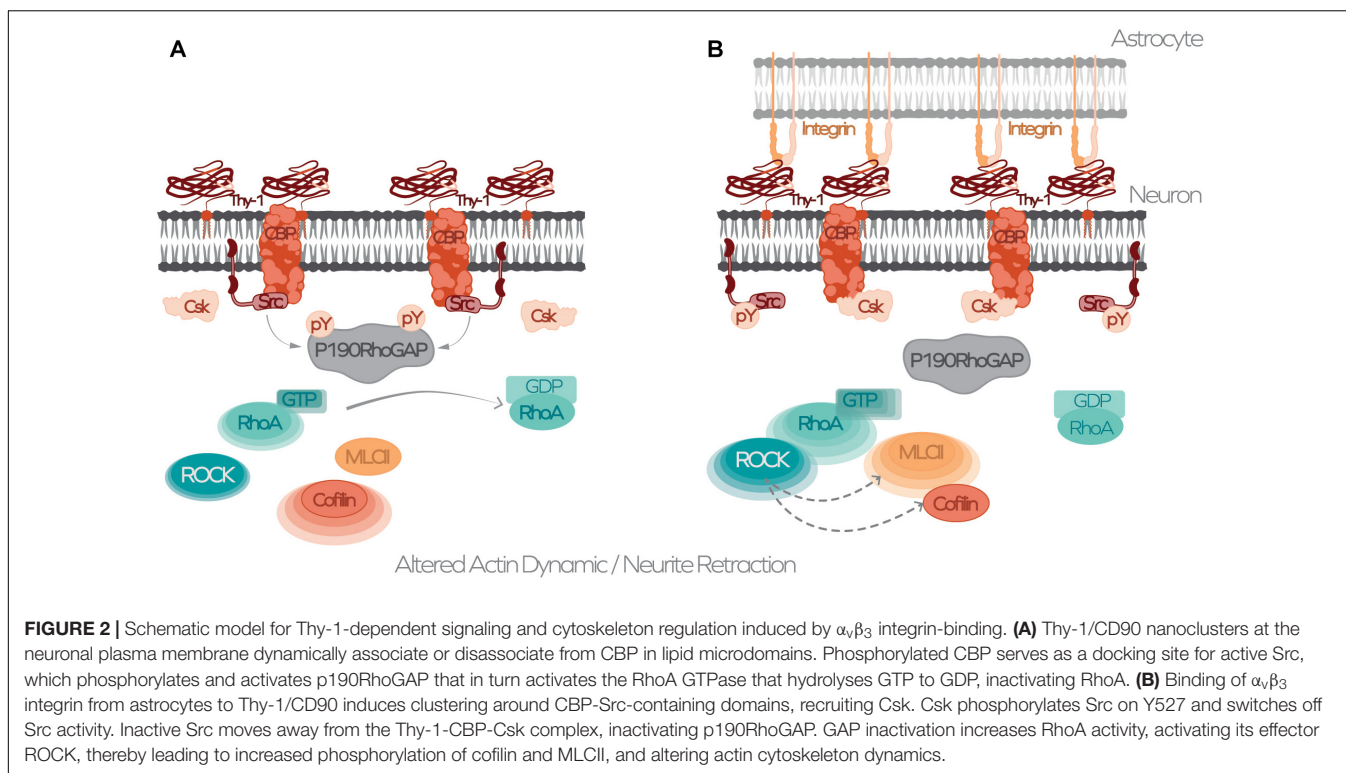 A
B
Astrocyte
Integrin
Integrin
Neuron
Thy-1
Thy-1
Thy-1
Thy-1
CBP
CBP
CBP
CBP
Csk
Src
Src
Csk
pY
pY
P190RhoGAP
Src
pY
Csk
Csk
Src
pY
P190RhoGAP
GTP
RhoA
GDP
RhoA
ROCK
MLCII
Cofilin
GTP
RhoA
ROCK
MLCII
Cofilin
GDP
RhoA
Altered Actin Dynamic / Neurite Retraction
FIGURE 2 | Schematic model for Thy-1-dependent signaling and cytoskeleton regulation induced by αvβ3 integrin-binding. (A) Thy-1/CD90 nanoclusters at the
neuronal plasma membrane dynamically associate or disassociate from CBP in lipid microdomains. Phosphorylated CBP serves as a docking site for active Src,
which phosphorylates and activates p190RhoGAP that in turn activates the RhoA GTPase that hydrolyses GTP to GDP, inactivating RhoA. (B) Binding of αvβ3
integrin from astrocytes to Thy-1/CD90 induces clustering around CBP-Src-containing domains, recruiting Csk. Csk phosphorylates Src on Y527 and switches off
Src activity. Inactive Src moves away from the Thy-1-CBP-Csk complex, inactivating p190RhoGAP. GAP inactivation increases RhoA activity, activating its effector
ROCK, thereby leading to increased phosphorylation of cofilin and MLCII, and altering actin cytoskeleton dynamics.